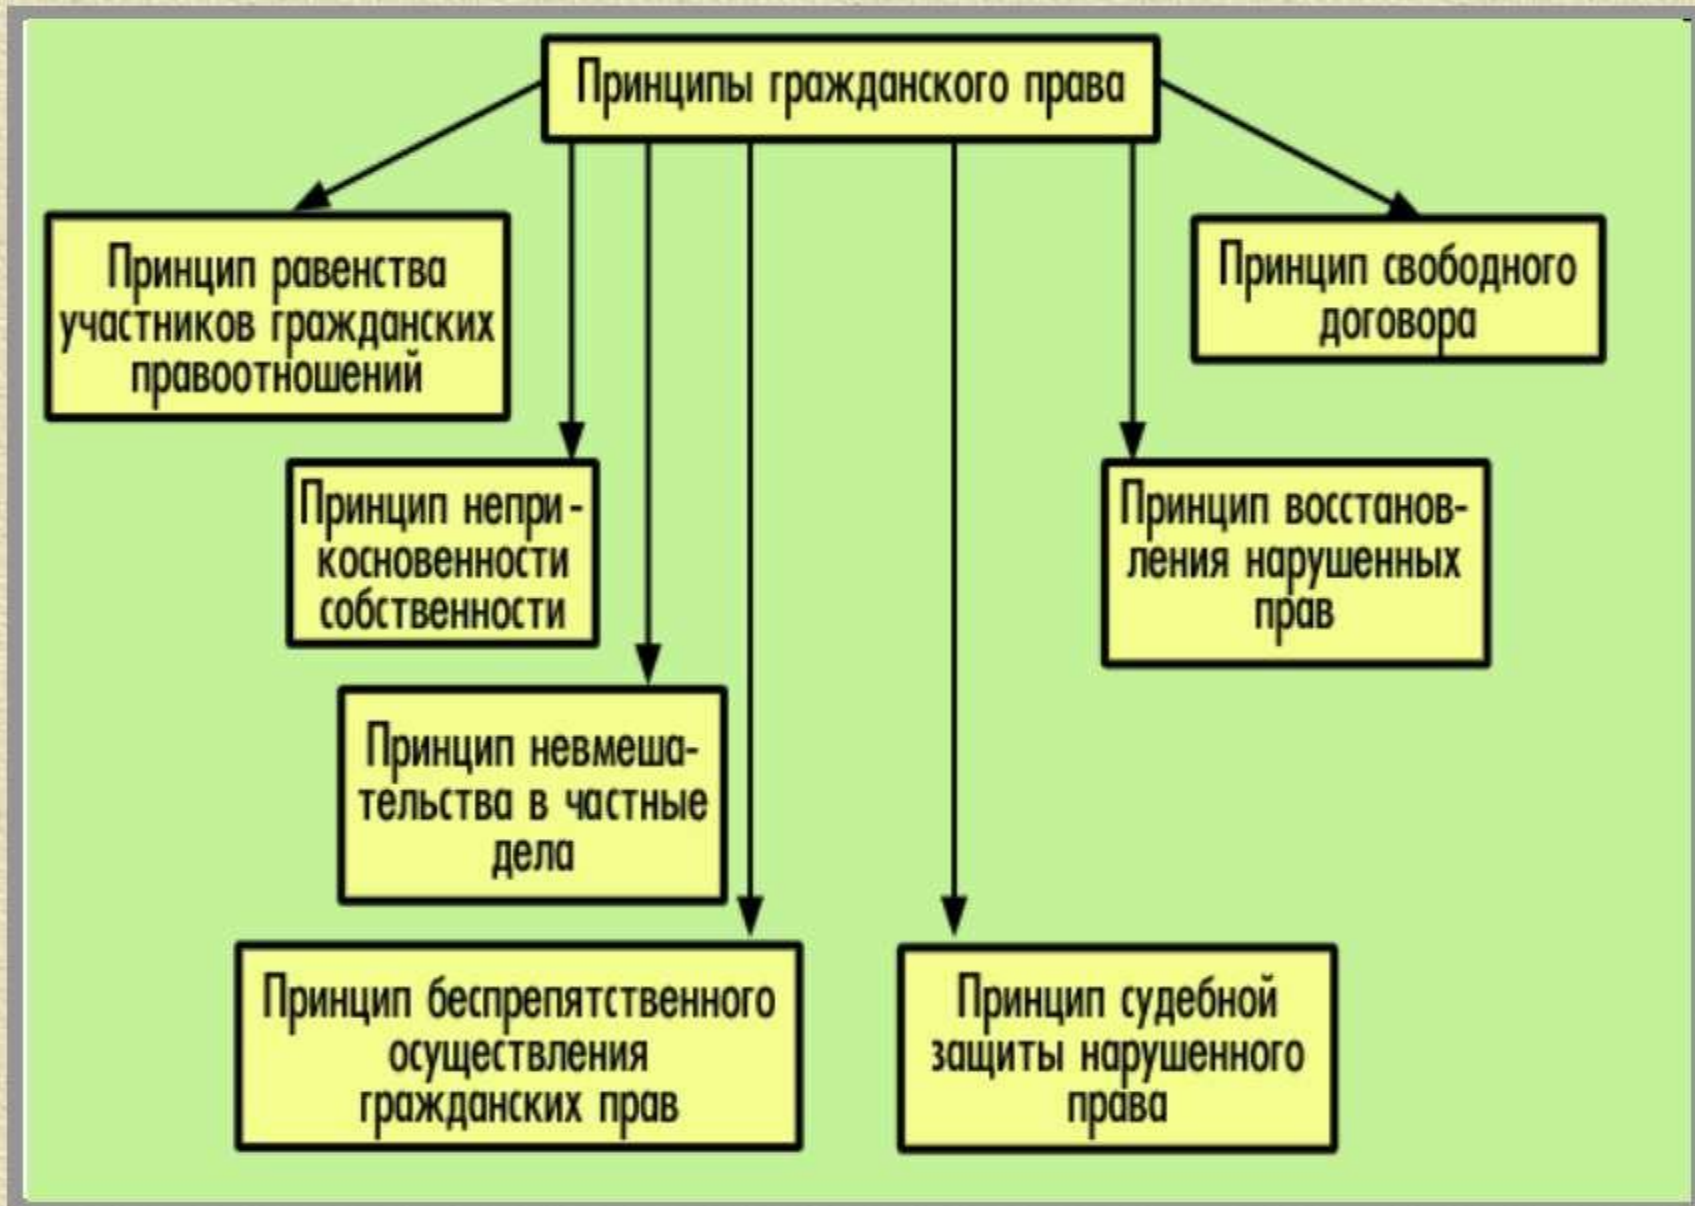 Принципы гражданского права
Принцип равенства
участников гражданских
правоотношений
Принцип свободного
договора
Принцип непри-
косновенности
собственности
Принцип восстанов-
ления нарушенных
прав
Принцип невмеша-
тельства в частные
дела
Принцип беспрепятственного
осуществления
гражданских прав
Принцип судебной
защиты нарушенного
права